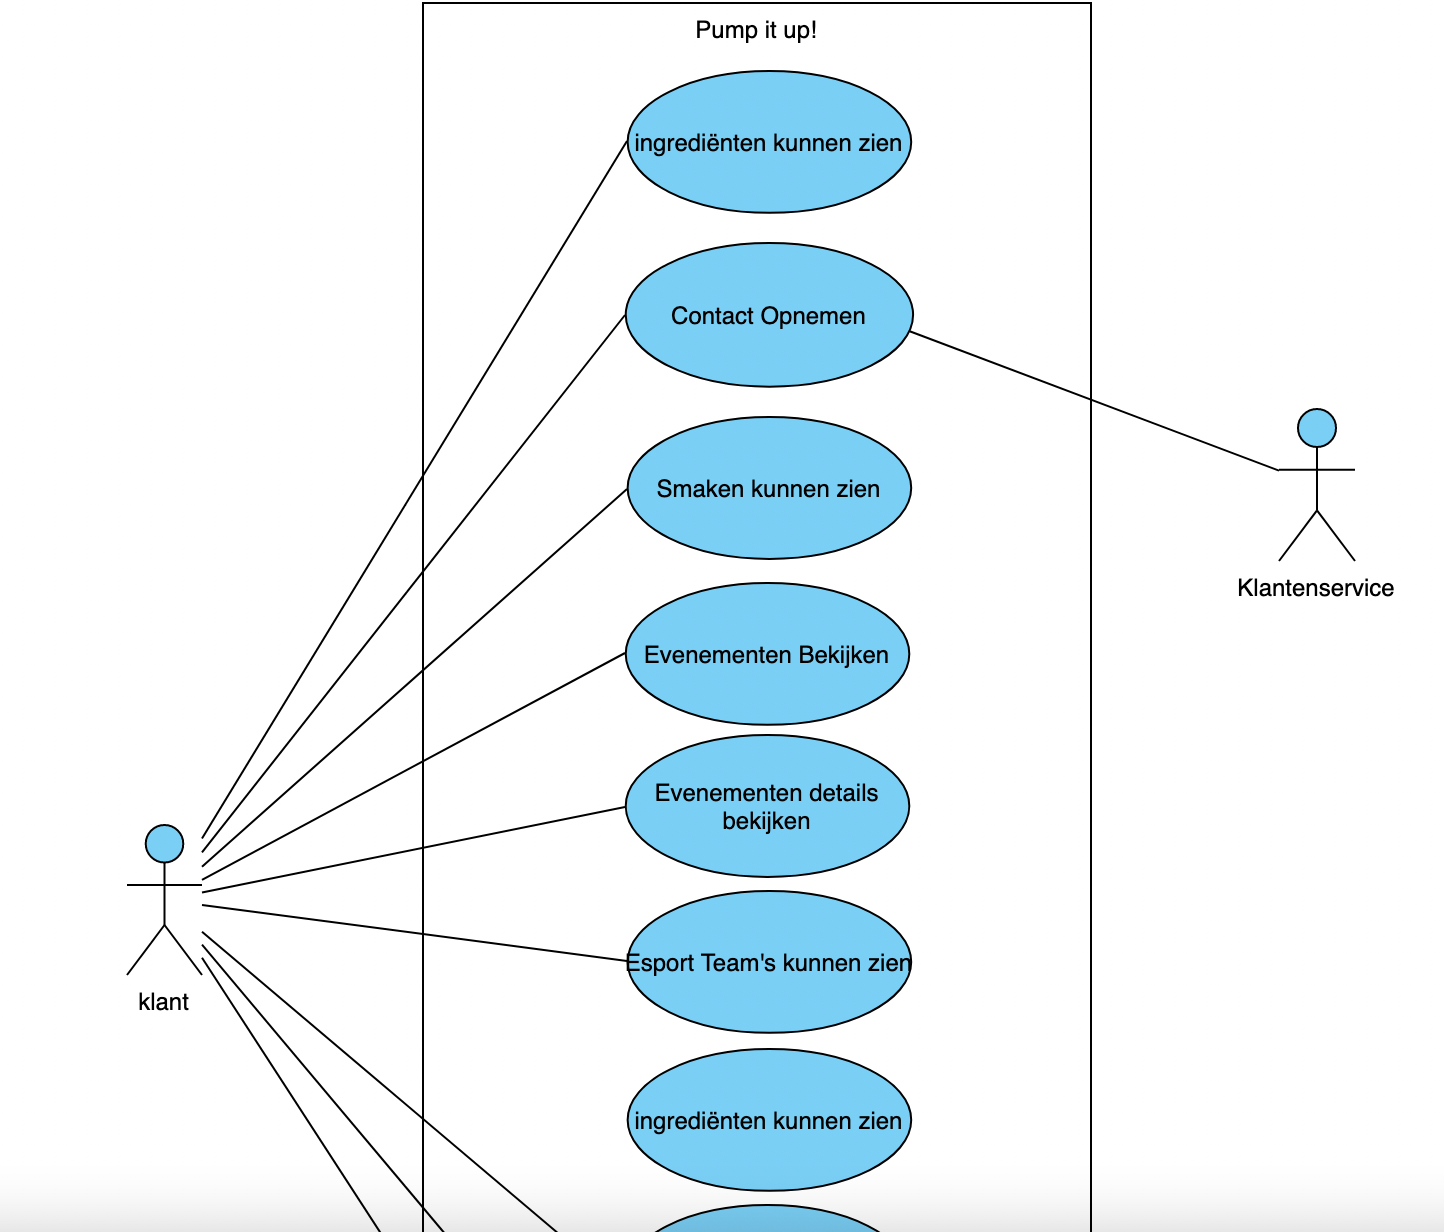 Pump it up!
ingrediënten kunnen zien
Contact Opnemen
Smaken kunnen zien
Klantenservice
Evenementen Bekijken
Evenementen details
bekijken
Esport Team's kunnen zien
klant
ingrediënten kunnen zien